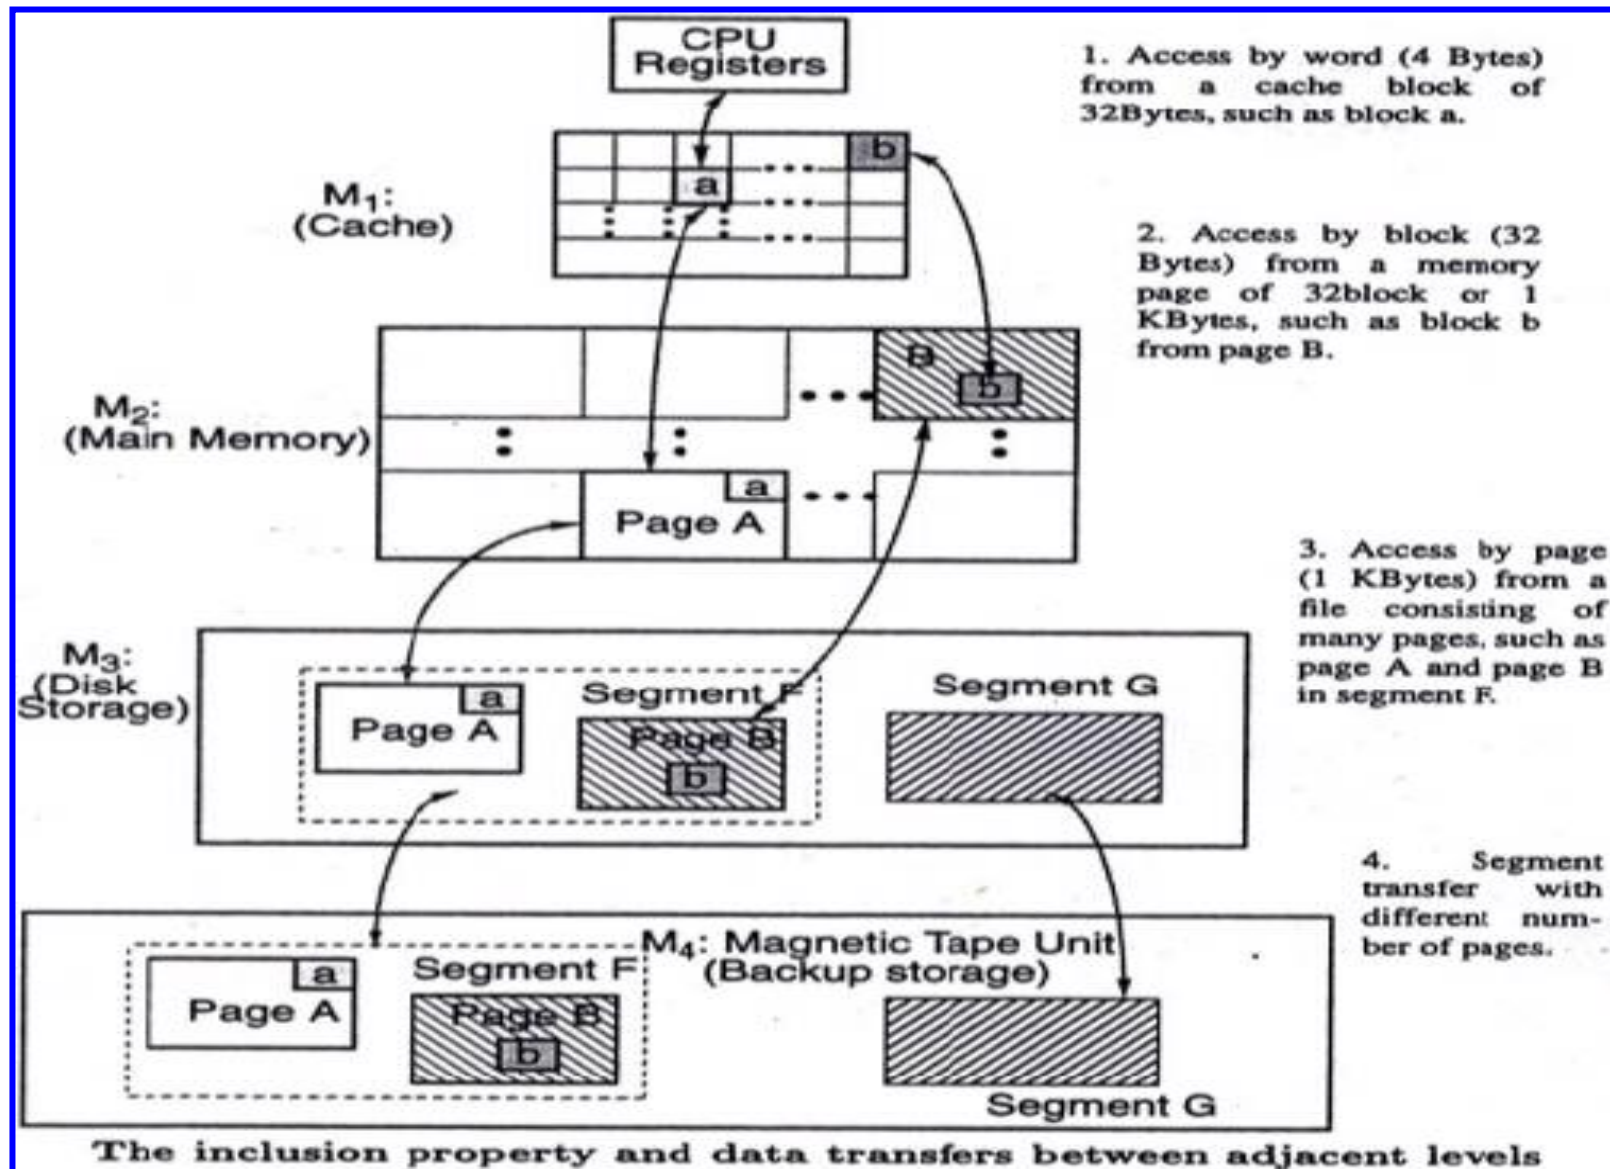 CPU
Registers
1. Access by word (4 Bytes)
from a cache block of
32Bytes, such as block a.
b
a
M1:
(Cache)
2. Access by block (32
Bytes) from a memory
page of 32block or 1
KBytes, such as block b
from page B.
B
b
M2:
(Main Memory)
a
Page A
3. Access by page
(1 KBytes) from a
file consisting of
many pages, such as
page A and page B
in segment F.
M3:
(Disk
Storage)
a
Page A
Segment F
Page B
b
Segment G
4. Segment
transfer with
different num-
ber of pages.
M4: Magnetic Tape Unit
(Backup storage)
a
Page A
Segment F
Page B
b
Segment G
The inclusion property and data transfers between adjacent levels